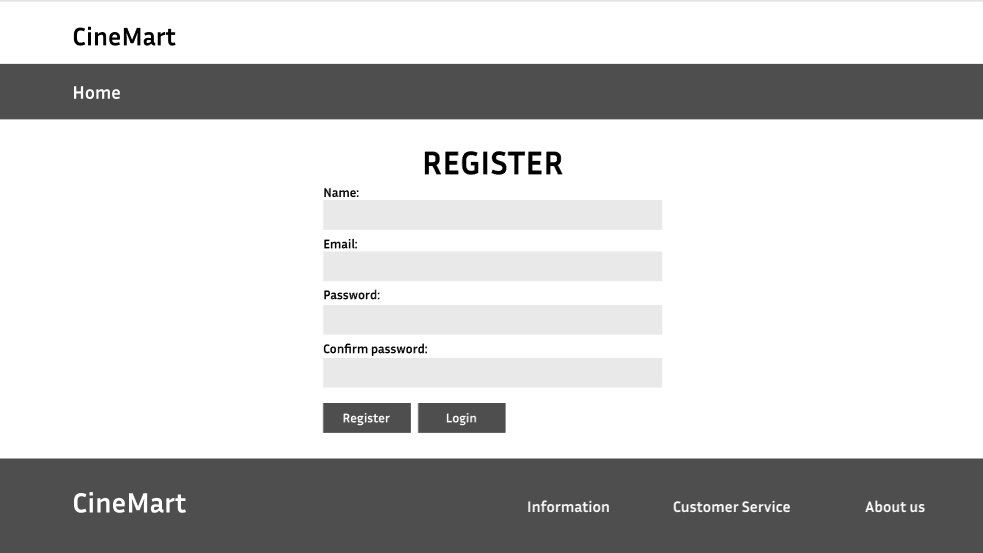 CineMart
Home
REGISTER
Name:
Email:
Password:
Confirm password:
Register Login
CineMart Information Customer Service About us